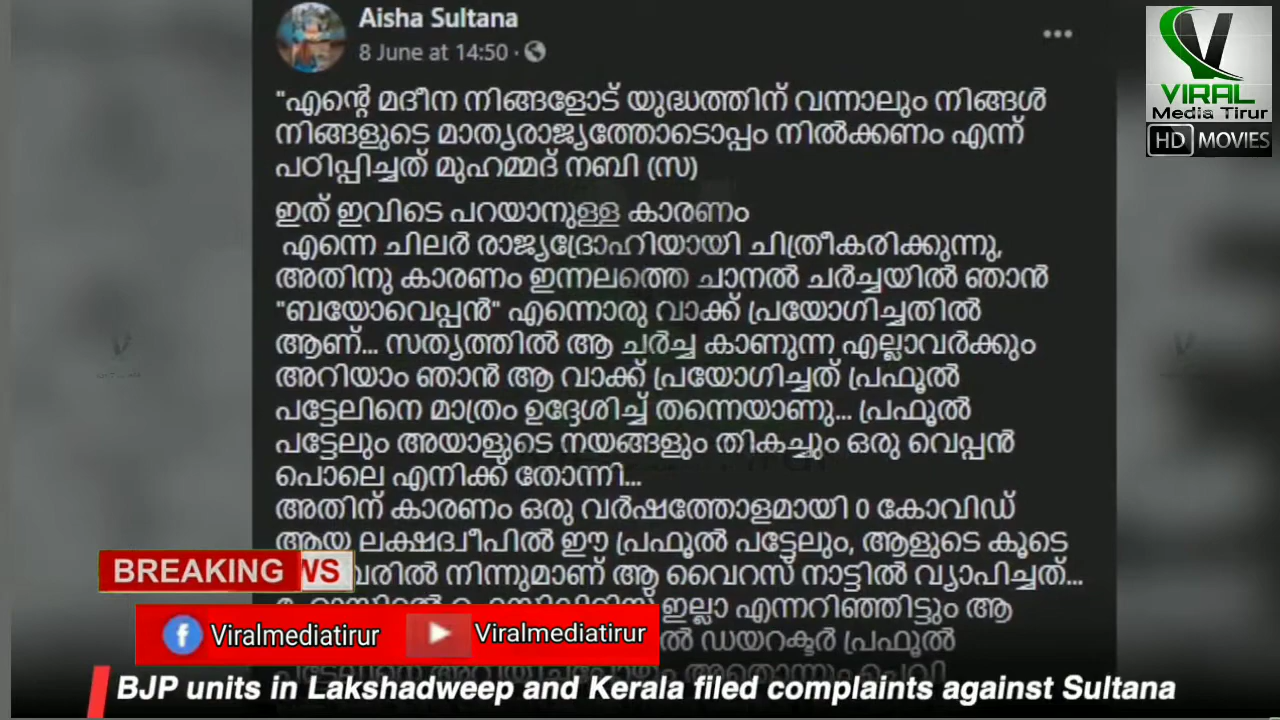 Aisha Sultana
8 June at 14:50 ·
VIRAL
Media Tirur
HD MOVIES
"എന്റെ മദീന നിങ്ങളോട് യുദ്ധത്തിന് വന്നാലും നിങ്ങൾ
നിങ്ങളുടെ മാതൃരാജ്യത്തോടൊപ്പം നിൽക്കണം എന്ന്
പഠിപ്പിച്ചത് മുഹമ്മദ് നബി (സ)
ഇത് ഇവിടെ പറയാനുള്ള കാരണം
എന്നെ ചിലർ രാജ്യദ്രോഹിയായി ചിത്രീകരിക്കുന്നു,
അതിനു കാരണം ഇന്നലത്തെ ചാനൽ ചർച്ചയിൽ ഞാൻ
"ബയോവെപ്പൻ" എന്നൊരു വാക്ക് പ്രയോഗിച്ചതിൽ
ആണ്... സത്യത്തിൽ ആ ചർച്ച കാണുന്ന എല്ലാവർക്കും
അറിയാം ഞാൻ ആ വാക്ക് പ്രയോഗിച്ചത് പ്രഫൂൽ
പട്ടേലിനെ മാത്രം ഉദ്ദേശിച്ച് തന്നെയാണു... പ്രഫൂൽ
പട്ടേലും അയാളുടെ നയങ്ങളും തികച്ചും ഒരു വെപ്പൻ
പൊലെ എനിക്ക് തോന്നി...
അതിന് കാരണം ഒരു വർഷത്തോളമായി 0 കോവിഡ്
ആയ ലക്ഷദ്വീപിൽ ഈ പ്രഫൂൽ പട്ടേലും, ആളുടെ കൂടെ
നിന്നുമാണ് ആ വൈറസ് നാട്ടിൽ വ്യാപിച്ചത്...
ഇല്ലാ എന്നറിഞ്ഞിട്ടും ആ
ഡയറക്ടർ പ്രഫൂൽ
BREAKING WS
Viralmediatirur
Viralmediatirur
BJP units in Lakshadweep and Kerala filed complaints against Sultana